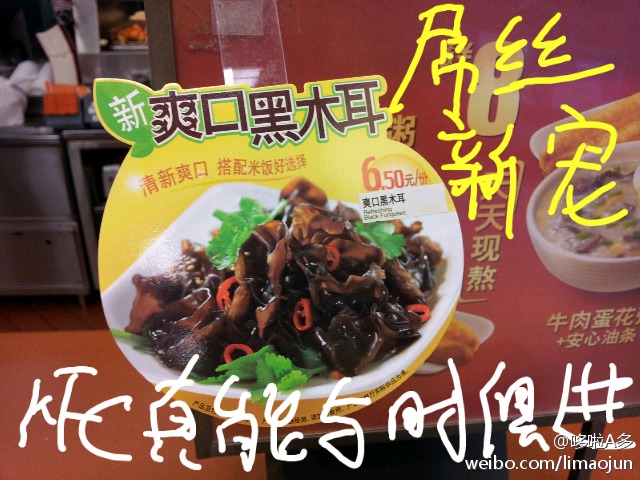 屌丝
新宠
新 爽口黑木耳
清新爽口 搭配米饭好选择
6.50元/份
爽口黑木耳
Refreshing
Black Funguses
8
粥
天现熬
牛肉蛋花
+安心油条
KFC真能与时俱进
@哆啦A多
weibo.com/limaojun